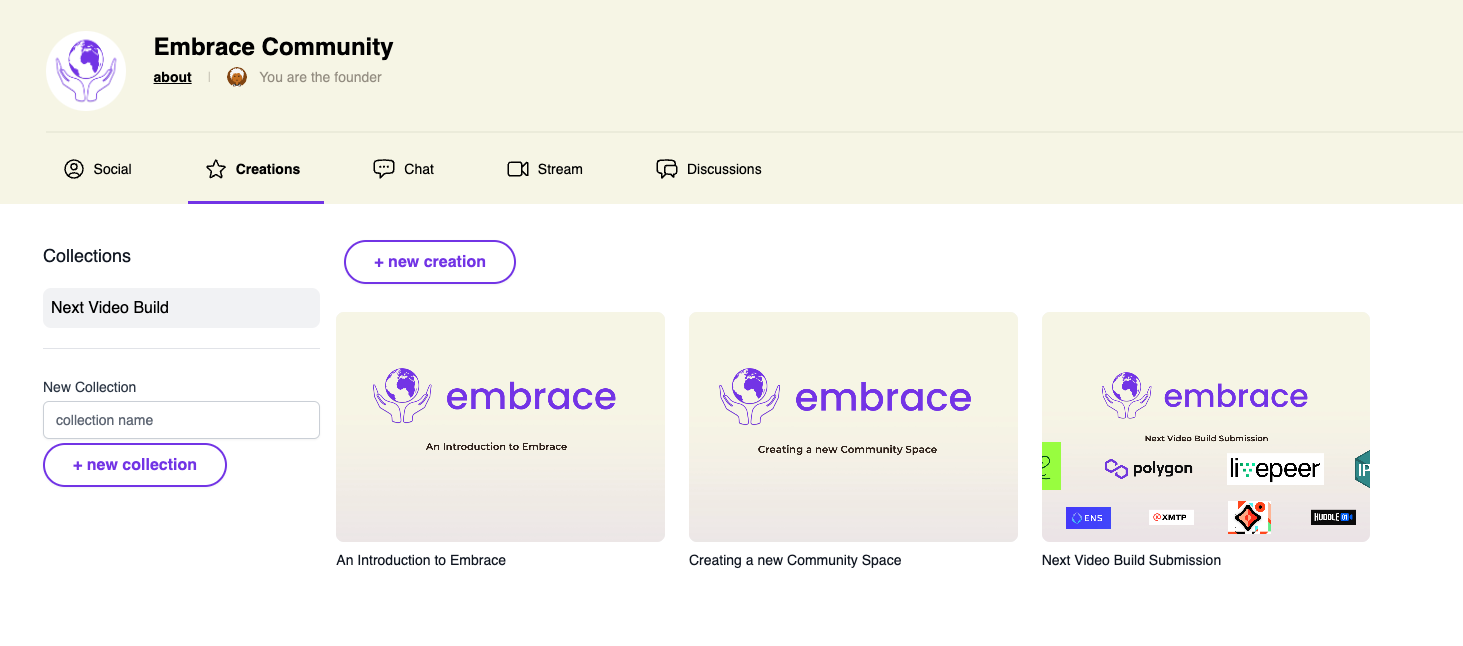 Embrace Community
about
You are the founder
Social
Creations
Chat
Stream
Discussions
Collections
Next Video Build
New Collection
collection name
+ new collection
+ new creation
embrace
An Introduction to Embrace
An Introduction to Embrace
embrace
Creating a new Community Space
Creating a new Community Space
embrace
Next Video Build Submission
polygon
livepeer
IP
ENS
XMTP
HUDDLE 01
Next Video Build Submission